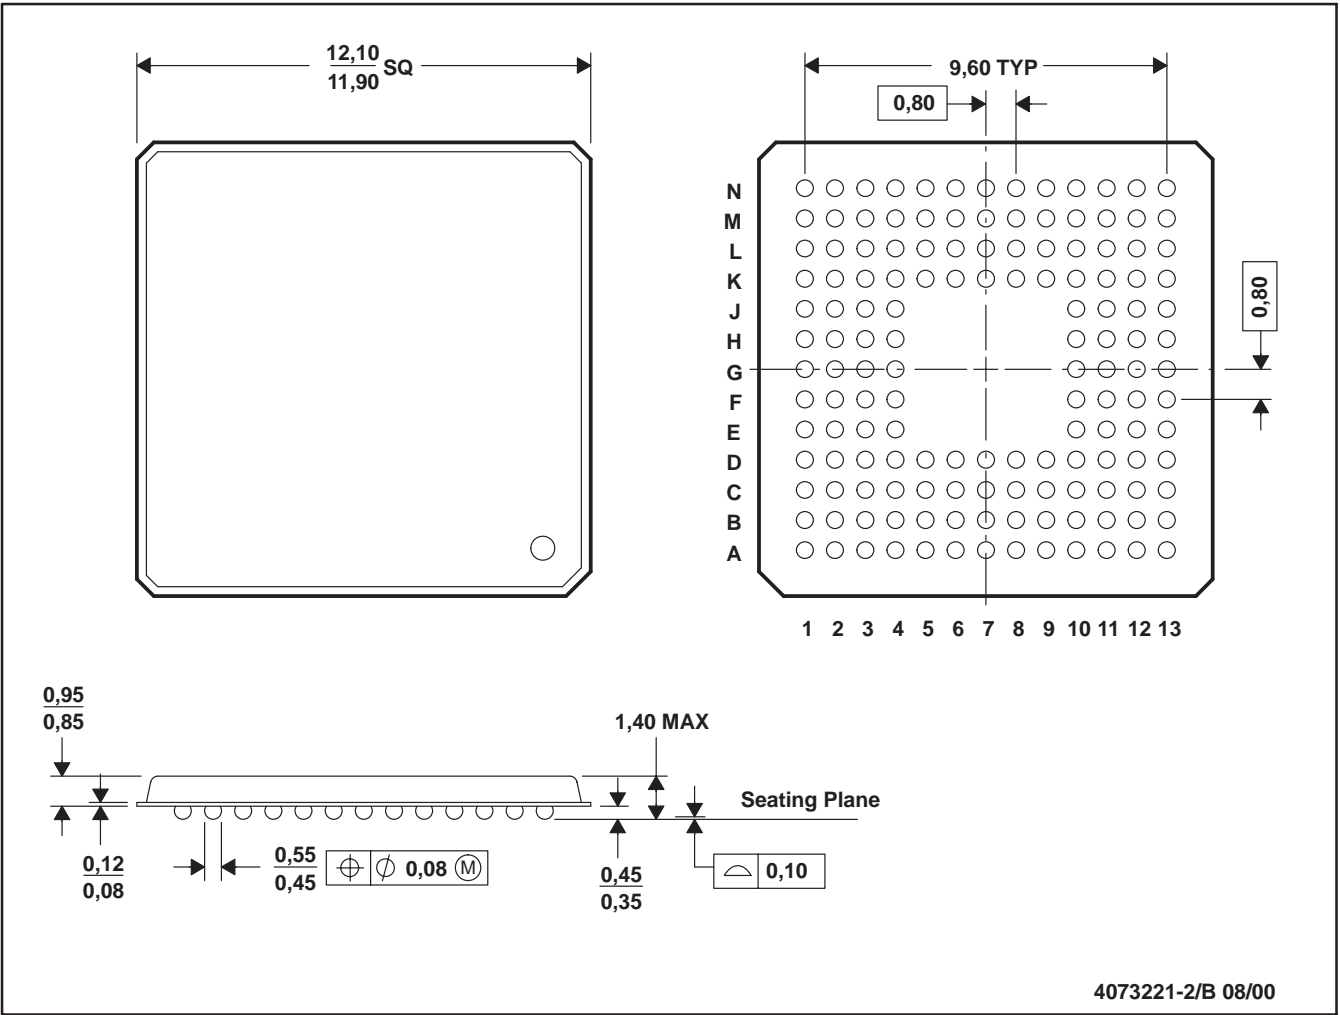 12,10
11,90
SQ
9,60 TYP
0,80
N
M
L
K
J
H
G
F
E
D
C
B
A
0,80
1 2 3 4 5 6 7 8 9 10 11 12 13
0,95
0,85
1,40 MAX
Seating Plane
0,12
0,08
0,55
0,45
⌖ ⌀ 0,08 Ⓜ
0,45
0,35
⌓ 0,10
4073221-2/B 08/00